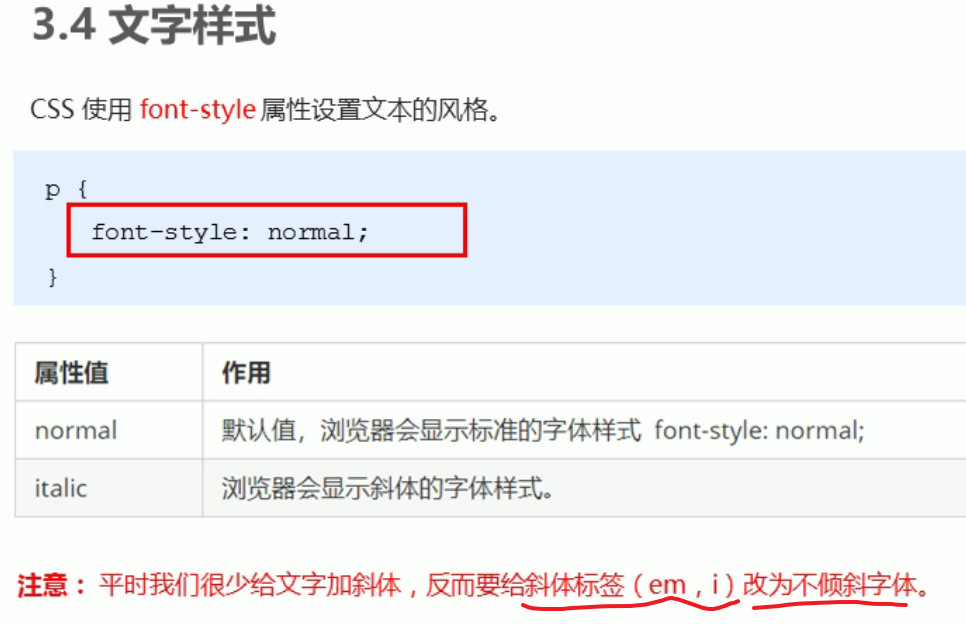 3.4 文字样式
CSS 使用 font-style 属性设置文本的风格。
p {
font-style: normal;
}
属性值 作用
normal 默认值，浏览器会显示标准的字体样式 font-style: normal;
italic 浏览器会显示斜体的字体样式。
注意： 平时我们很少给文字加斜体，反而要给斜体标签（em，i）改为不倾斜字体。